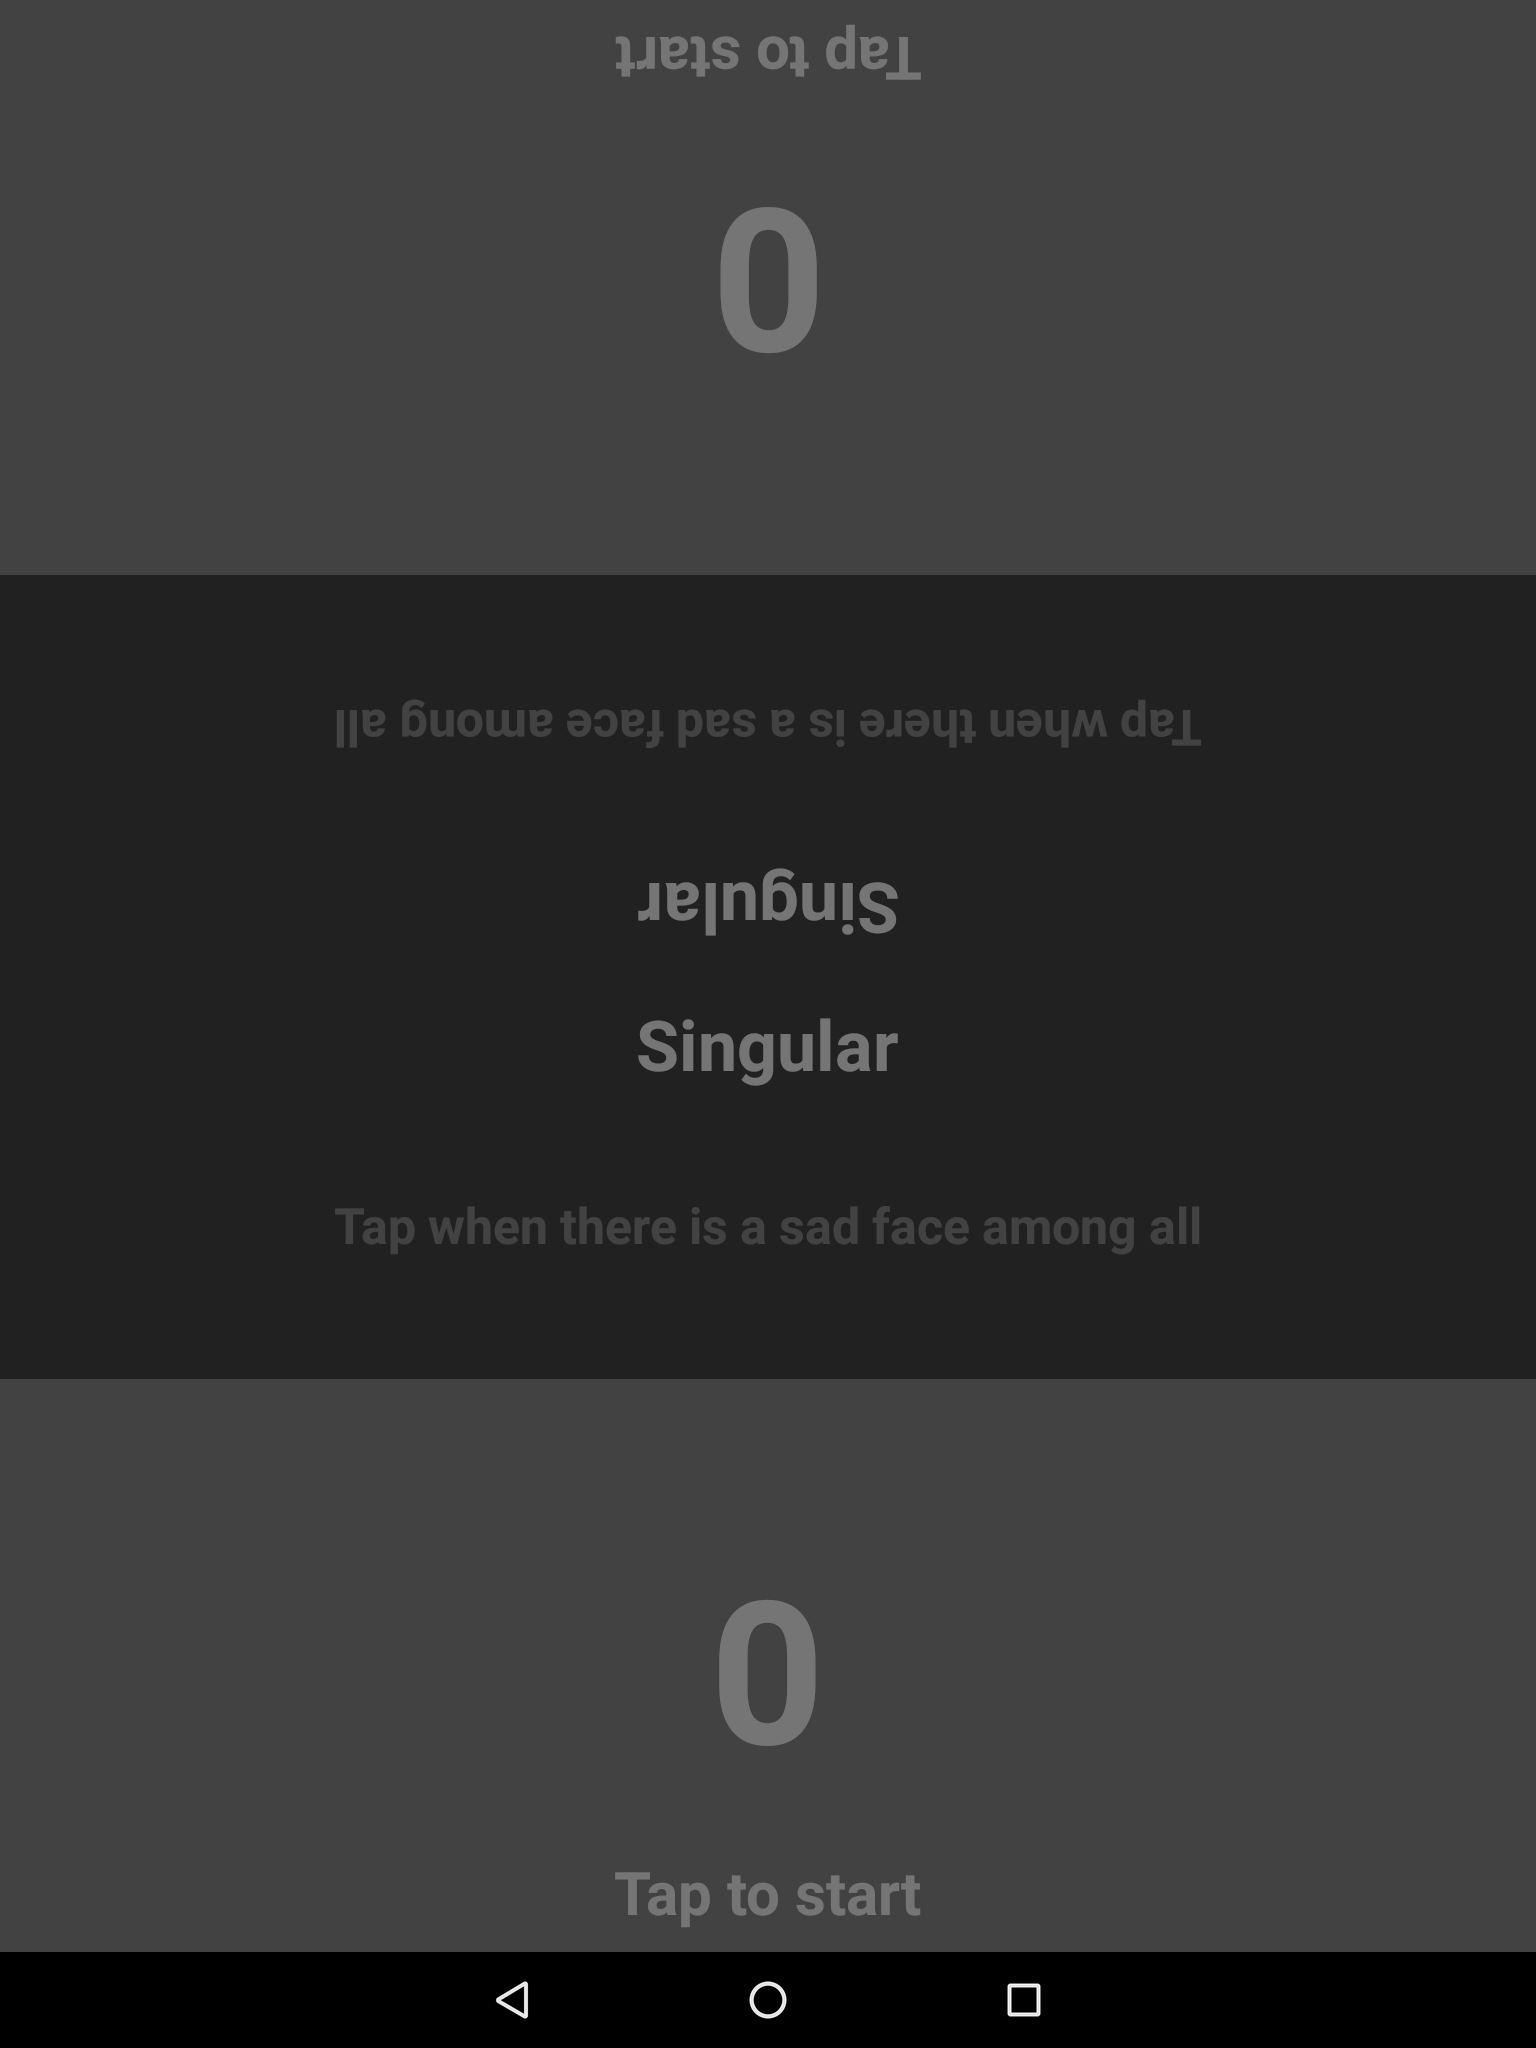 Tap to start
0
Tap when there is a sad face among all
Singular
Singular
Tap when there is a sad face among all
0
Tap to start